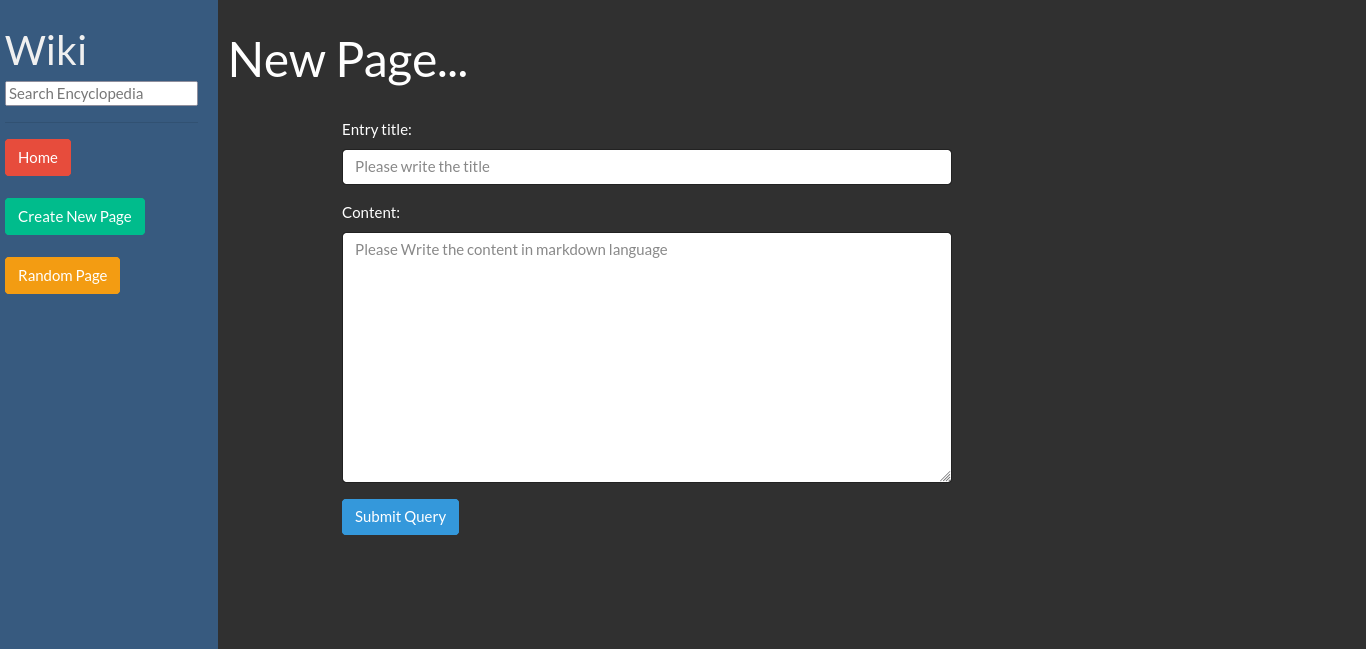 Wiki
Search Encyclopedia
Home
Create New Page
Random Page
New Page...
Entry title:
Please write the title
Content:
Please Write the content in markdown language
Submit Query